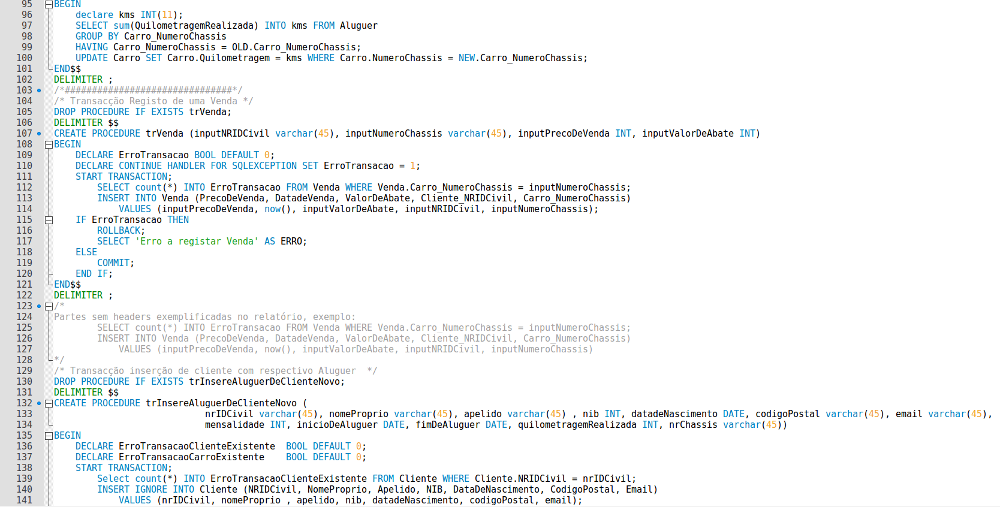 95 BEGIN
96 declare kms INT(11);
97 SELECT sum(QuilometragemRealizada) INTO kms FROM Aluguer
98 GROUP BY Carro_NumeroChassis
99 HAVING Carro_NumeroChassis = OLD.Carro_NumeroChassis;
100 UPDATE Carro SET Carro.Quilometragem = kms WHERE Carro.NumeroChassis = NEW.Carro_NumeroChassis;
101 END$$
102 DELIMITER ;
103 /*###############################*/
104 /* Transacção Registo de uma Venda */
105 DROP PROCEDURE IF EXISTS trVenda;
106 DELIMITER $$
107 CREATE PROCEDURE trVenda (inputNRIDCivil varchar(45), inputNumeroChassis varchar(45), inputPrecoDeVenda INT, inputValorDeAbate INT)
108 BEGIN
109 DECLARE ErroTransacao BOOL DEFAULT 0;
110 DECLARE CONTINUE HANDLER FOR SQLEXCEPTION SET ErroTransacao = 1;
111 START TRANSACTION;
112 SELECT count(*) INTO ErroTransacao FROM Venda WHERE Venda.Carro_NumeroChassis = inputNumeroChassis;
113 INSERT INTO Venda (PrecoDeVenda, DatadeVenda, ValorDeAbate, Cliente_NRIDCivil, Carro_NumeroChassis)
114 VALUES (inputPrecoDeVenda, now(), inputValorDeAbate, inputNRIDCivil, inputNumeroChassis);
115 IF ErroTransacao THEN
116 ROLLBACK;
117 SELECT 'Erro a registar Venda' AS ERRO;
118 ELSE
119 COMMIT;
120 END IF;
121 END$$
122 DELIMITER ;
123 /*
124 Partes sem headers exemplificadas no relatório, exemplo:
125 SELECT count(*) INTO ErroTransacao FROM Venda WHERE Venda.Carro_NumeroChassis = inputNumeroChassis;
126 INSERT INTO Venda (PrecoDeVenda, DatadeVenda, ValorDeAbate, Cliente_NRIDCivil, Carro_NumeroChassis)
127 VALUES (inputPrecoDeVenda, now(), inputValorDeAbate, inputNRIDCivil, inputNumeroChassis)
128 */
129 /* Transacção inserção de cliente com respectivo Aluguer  */
130 DROP PROCEDURE IF EXISTS trInsereAluguerDeClienteNovo;
131 DELIMITER $$
132 CREATE PROCEDURE trInsereAluguerDeClienteNovo (
133 nrIDCivil varchar(45), nomeProprio varchar(45), apelido varchar(45) , nib INT, datadeNascimento DATE, codigoPostal varchar(45), email varchar(45),
134 mensalidade INT, inicioDeAluguer DATE, fimDeAluguer DATE, quilometragemRealizada INT, nrChassis varchar(45))
135 BEGIN
136 DECLARE ErroTransacaoClienteExistente  BOOL DEFAULT 0;
137 DECLARE ErroTransacaoCarroExistente    BOOL DEFAULT 0;
138 START TRANSACTION;
139 Select count(*) INTO ErroTransacaoClienteExistente FROM Cliente WHERE Cliente.NRIDCivil = nrIDCivil;
140 INSERT IGNORE INTO Cliente (NRIDCivil, NomeProprio, Apelido, NIB, DataDeNascimento, CodigoPostal, Email)
141 VALUES (nrIDCivil, nomeProprio , apelido, nib, datadeNascimento, codigoPostal, email);